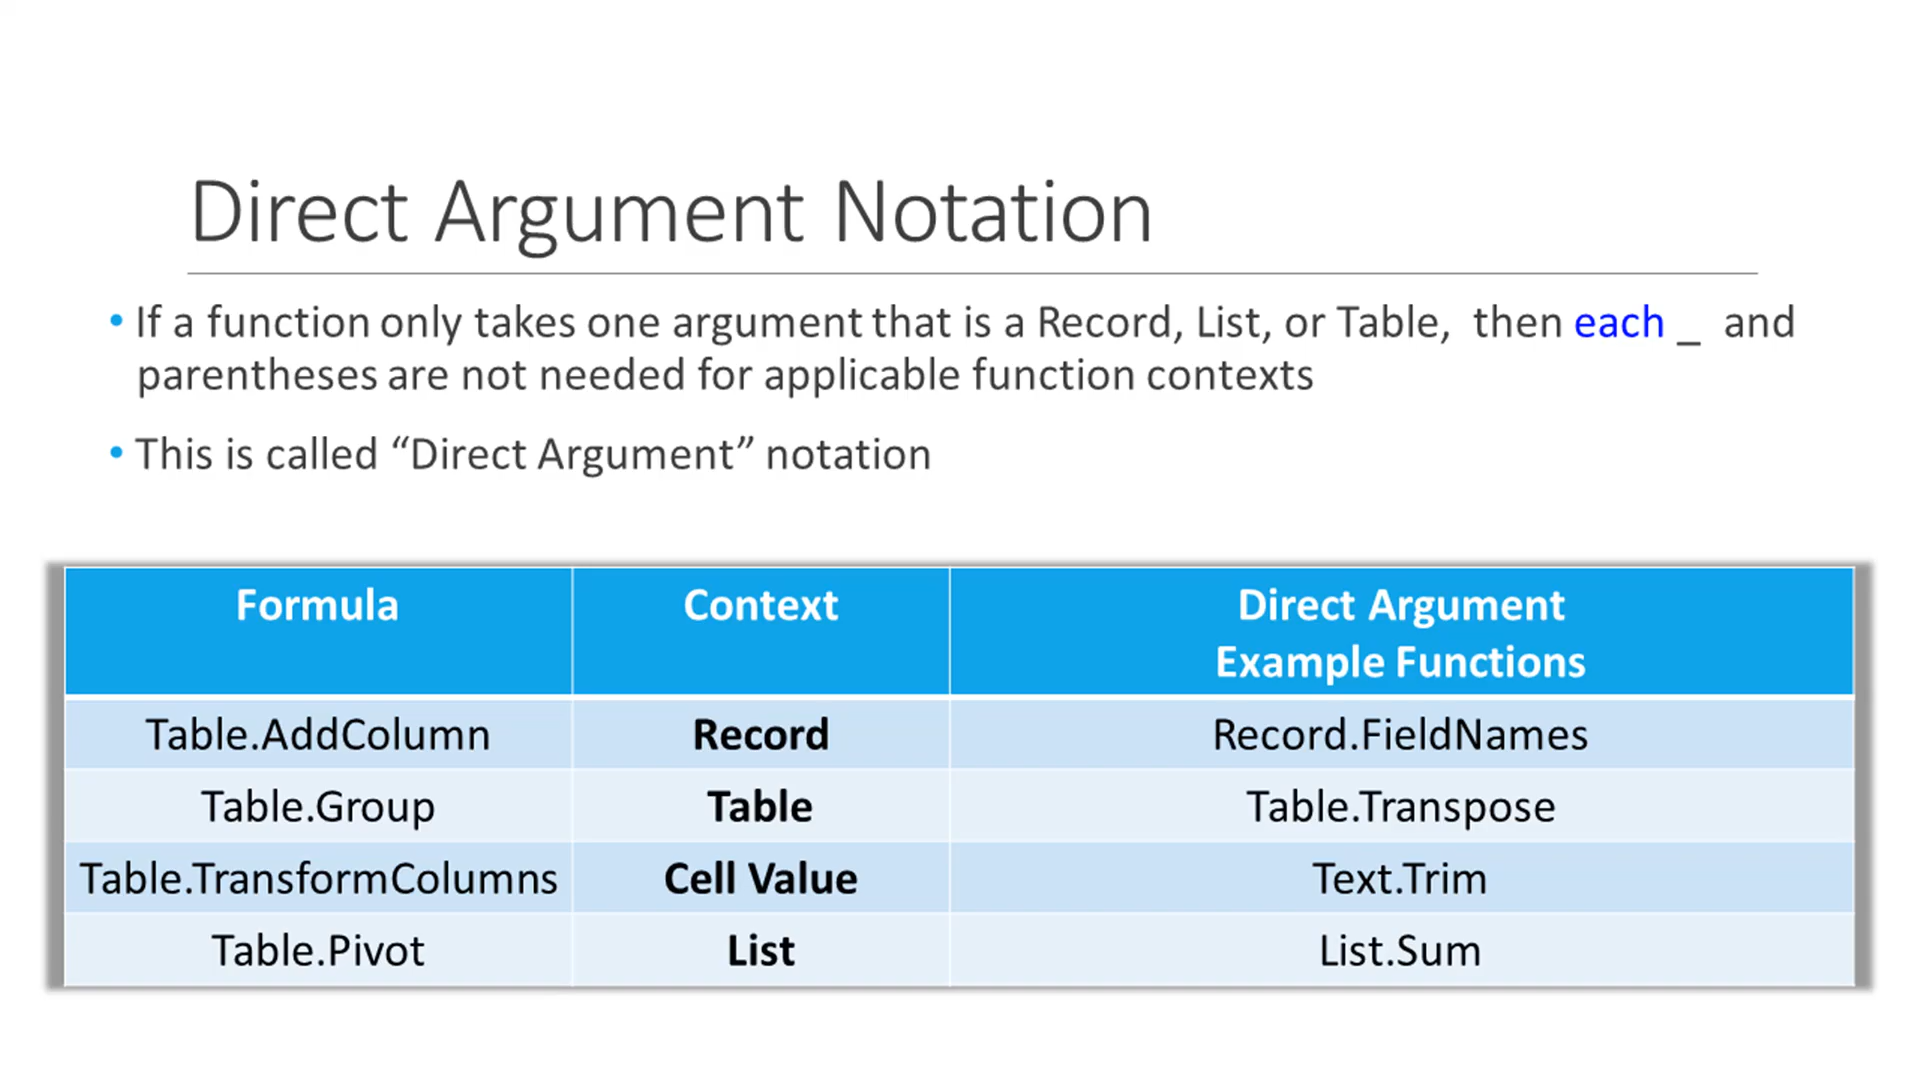 Direct Argument Notation
• If a function only takes one argument that is a Record, List, or Table, then each _ and
parentheses are not needed for applicable function contexts
• This is called “Direct Argument” notation
Formula Context Direct Argument
Example Functions
Table.AddColumn Record Record.FieldNames
Table.Group Table Table.Transpose
Table.TransformColumns Cell Value Text.Trim
Table.Pivot List List.Sum